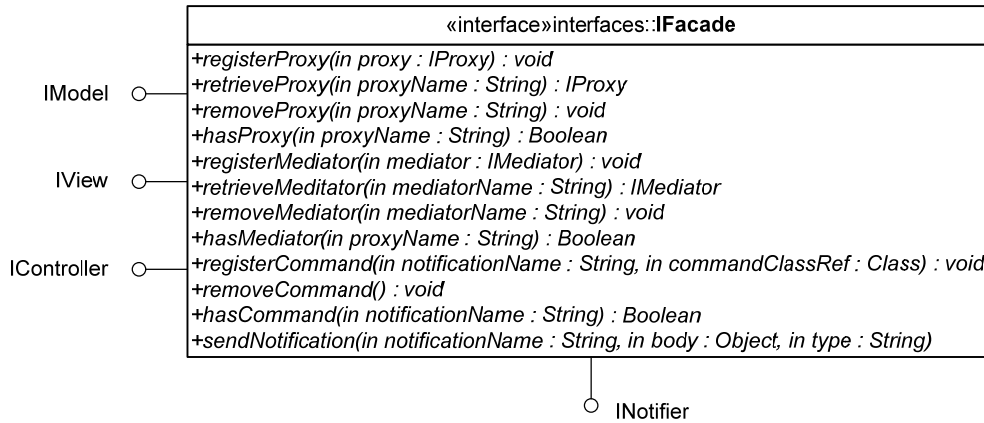 «interface»interfaces::IFacade
+registerProxy(in proxy : IProxy) : void
+retrieveProxy(in proxyName : String) : IProxy
IModel
+removeProxy(in proxyName : String) : void
+hasProxy(in proxyName : String) : Boolean
+registerMediator(in mediator : IMediator) : void
IView
+retrieveMeditator(in mediatorName : String) : IMediator
+removeMediator(in mediatorName : String) : void
+hasMediator(in proxyName : String) : Boolean
IController
+registerCommand(in notificationName : String, in commandClassRef : Class) : void
+removeCommand() : void
+hasCommand(in notificationName : String) : Boolean
+sendNotification(in notificationName : String, in body : Object, in type : String)
INotifier